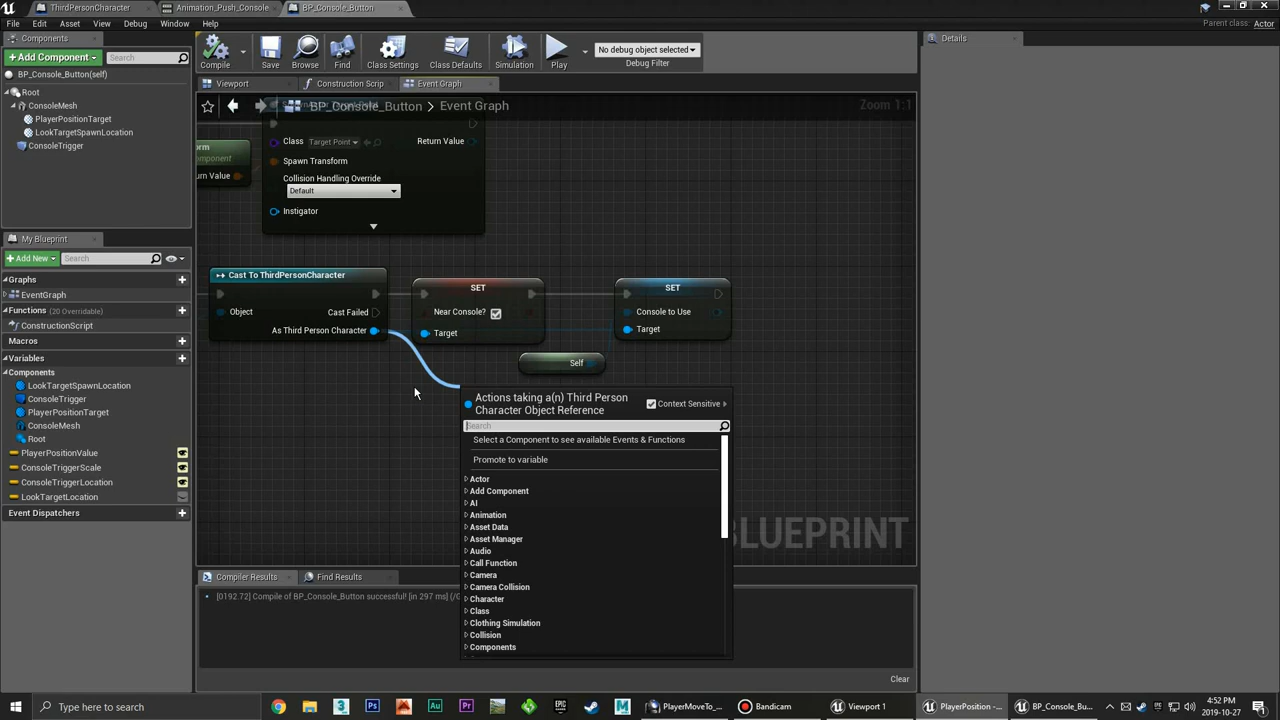 ThirdPersonCharacter
Animation_Push_Console
BP_Console_Button
File Edit Asset View Debug Window Help
Parent class: Actor
Components
Compile Save Browse Find Class Settings Class Defaults Simulation Play
No debug object selected
Debug Filter
Details
+Add Component Search
BP_Console_Button(self)
Viewport Construction Scrip Event Graph
Root
ConsoleMesh
PlayerPositionTarget
LookTargetSpawnLocation
ConsoleTrigger
BP_Console_Button > Event Graph
Zoom 1:1
Class Target Point Return Value
Spawn Transform
Collision Handling Override
Default
Instigator
My Blueprint
+Add New Search
Graphs
EventGraph
Functions (20 Overridable)
ConstructionScript
Macros
Variables
Components
LookTargetSpawnLocation
ConsoleTrigger
PlayerPositionTarget
ConsoleMesh
Root
PlayerPositionValue
ConsoleTriggerScale
ConsoleTriggerLocation
LookTargetLocation
Event Dispatchers
Cast To ThirdPersonCharacter
Object Cast Failed
As Third Person Character
SET
Near Console?
Target
SET
Console to Use
Target
Self
Actions taking a(n) Third Person
Character Object Reference
Context Sensitive
Search
Select a Component to see available Events & Functions
Promote to variable
Actor
Add Component
AI
Animation
Asset Data
Asset Manager
Audio
Call Function
Camera
Camera Collision
Character
Class
Clothing Simulation
Collision
Components
BLUEPRINT
Compiler Results Find Results
[0192.72] Compile of BP_Console_Button successful! [in 297 ms] (/G
Clear
Type here to search
PlayerMoveTo_...
Bandicam
Viewport 1
PlayerPosition -...
BP_Console_Bu...
4:52 PM
2019-10-27